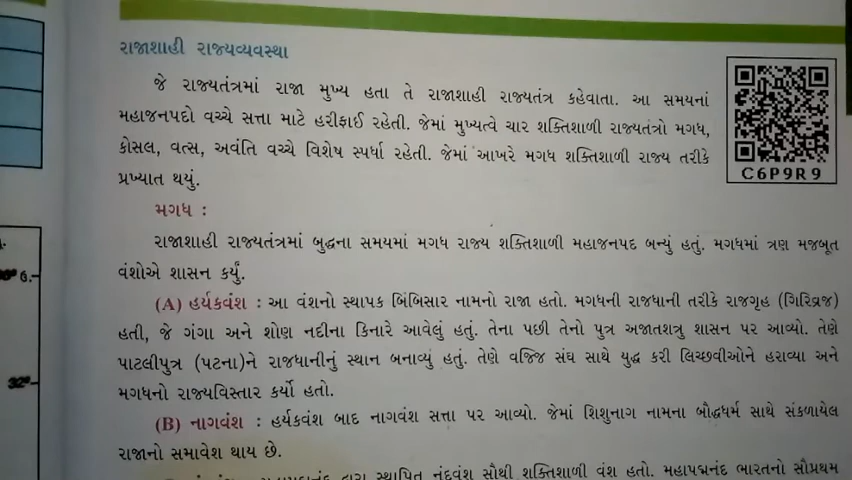 રાજાશાહી રાજ્યવ્યવસ્થા
જે રાજ્યતંત્રમાં રાજા મુખ્ય હતા તે રાજાશાહી રાજ્યતંત્ર કહેવાતા. આ સમયનાં
મહાજનપદો વચ્ચે સત્તા માટે હરીફાઈ રહેતી. જેમાં મુખ્યત્વે ચાર શક્તિશાળી રાજ્યતંત્રો મગધ,
કોસલ, વત્સ, અવંતિ વચ્ચે વિશેષ સ્પર્ધા રહેતી. જેમાં આખરે મગધ શક્તિશાળી રાજ્ય તરીકે
પ્રખ્યાત થયું.
C6P9R9
મગધ :
રાજાશાહી રાજ્યતંત્રમાં બુદ્ધના સમયમાં મગધ રાજ્ય શક્તિશાળી મહાજનપદ બન્યું હતું. મગધમાં ત્રણ મજબૂત
વંશોએ શાસન કર્યું.
(A) હર્યકવંશ : આ વંશનો સ્થાપક બિંબિસાર નામનો રાજા હતો. મગધની રાજધાની તરીકે રાજગૃહ (ગિરિવ્રજ)
હતી, જે ગંગા અને શોણ નદીના કિનારે આવેલું હતું. તેના પછી તેનો પુત્ર અજાતશત્રુ શાસન પર આવ્યો. તેણે
પાટલીપુત્ર (પટના)ને રાજધાનીનું સ્થાન બનાવ્યું હતું. તેણે વજ્જિ સંઘ સાથે યુદ્ધ કરી લિચ્છવીઓને હરાવ્યા અને
મગધનો રાજ્યવિસ્તાર કર્યો હતો.
(B) નાગવંશ : હર્યકવંશ બાદ નાગવંશ સત્તા પર આવ્યો. જેમાં શિશુનાગ નામના બૌદ્ધધર્મ સાથે સંકળાયેલ
રાજાનો સમાવેશ થાય છે.
દ્વારા સ્થાપિત નંદવંશ સૌથી શક્તિશાળી વંશ હતો. મહાપદ્મનંદ ભારતનો સૌપ્રથમ
32°